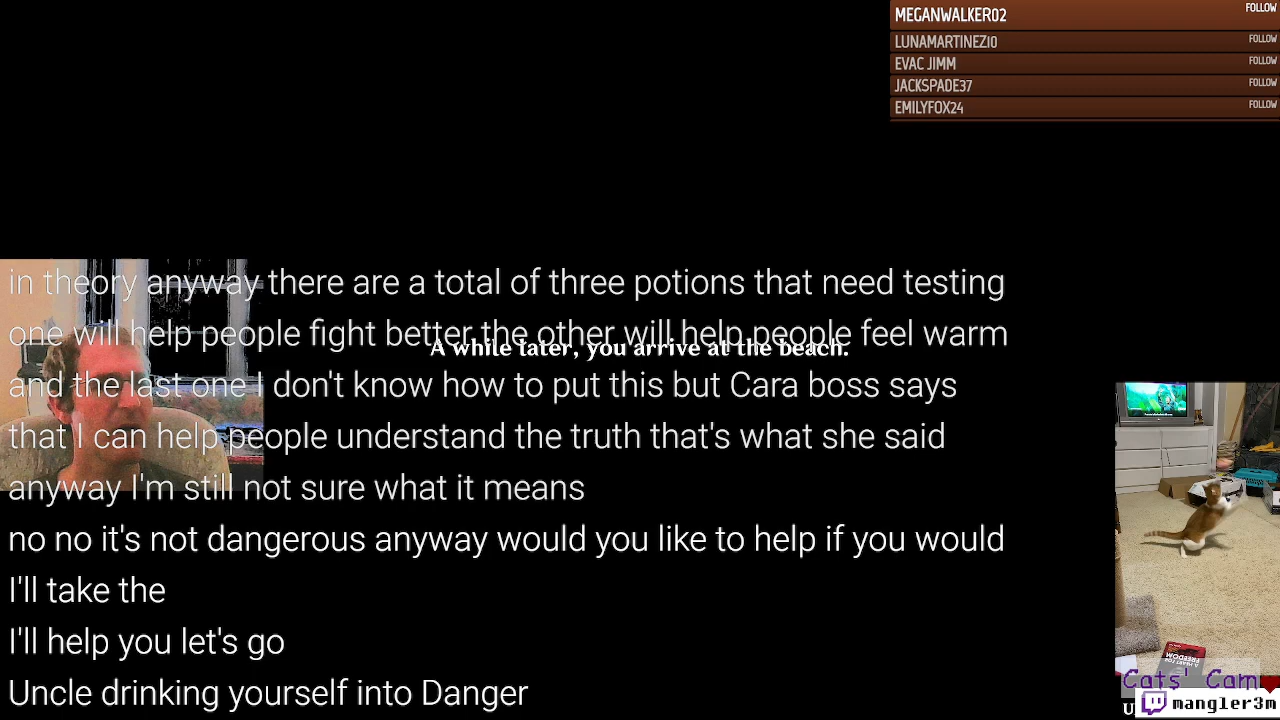 MEGANWALKER02 FOLLOW
LUNAMARTINEZ10 FOLLOW
EVAC JIMM FOLLOW
JACKSPADE37 FOLLOW
EMILYFOX24 FOLLOW
in theory anyway there are a total of three potions that need testing
one will help people fight better the other will help people feel warm
A while later, you arrive at the beach.
and the last one I don't know how to put this but Cara boss says
that I can help people understand the truth that's what she said
anyway I'm still not sure what it means
no no it's not dangerous anyway would you like to help if you would
I'll take the
I'll help you let's go
Uncle drinking yourself into Danger
FREEDOM
Cats' Cam
mangler3m